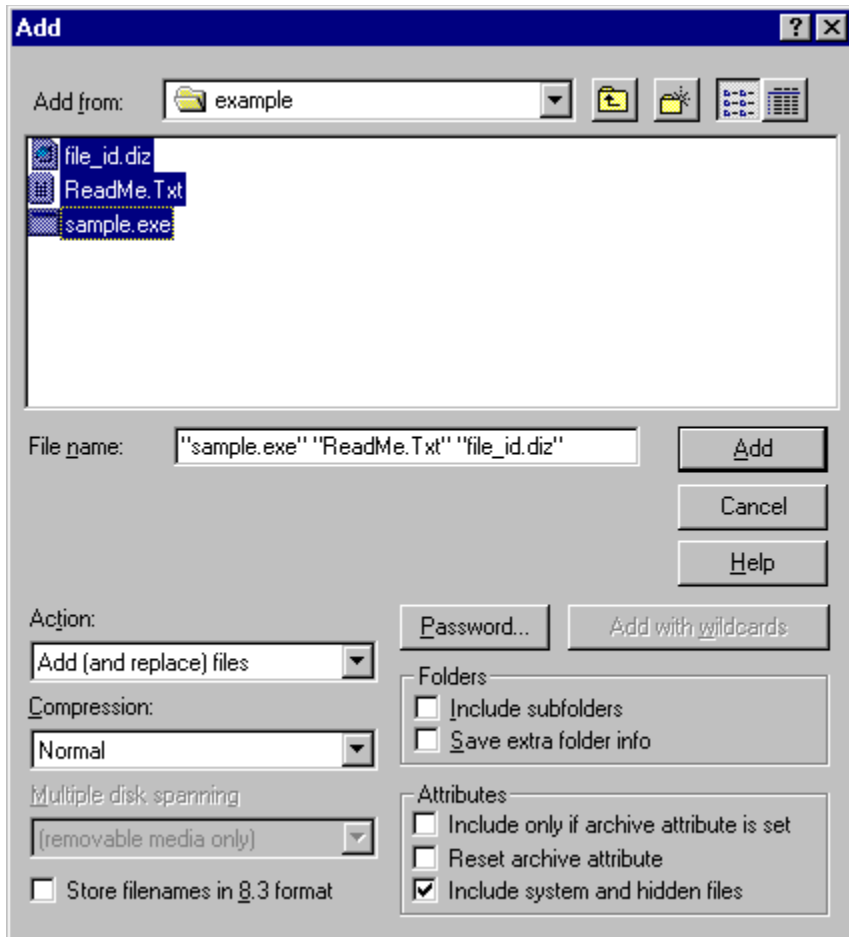 Add
Add from: example
file_id.diz
ReadMe.Txt
sample.exe
File name: "sample.exe" "ReadMe.Txt" "file_id.diz"
Add
Cancel
Help
Action:
Add (and replace) files
Compression:
Normal
Multiple disk spanning
(removable media only)
Store filenames in 8.3 format
Password... Add with wildcards
Folders
Include subfolders
Save extra folder info
Attributes
Include only if archive attribute is set
Reset archive attribute
Include system and hidden files